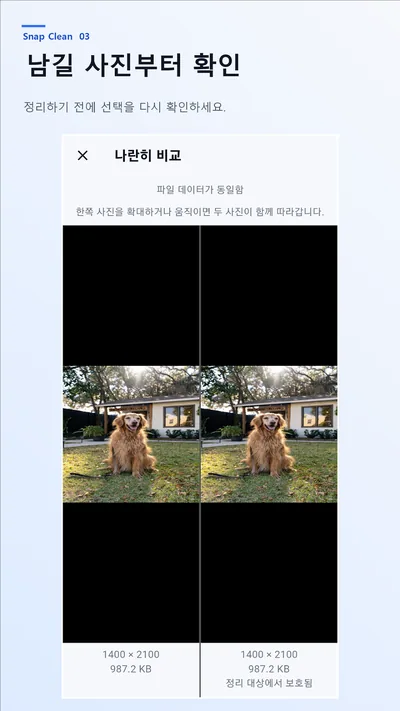 Snap Clean 03
남길 사진부터 확인
정리하기 전에 선택을 다시 확인하세요.
나란히 비교
파일 데이터가 동일함
한쪽 사진을 확대하거나 움직이면 두 사진이 함께 따라갑니다.
1400 × 2100
987.2 KB
1400 × 2100
987.2 KB
정리 대상에서 보호됨